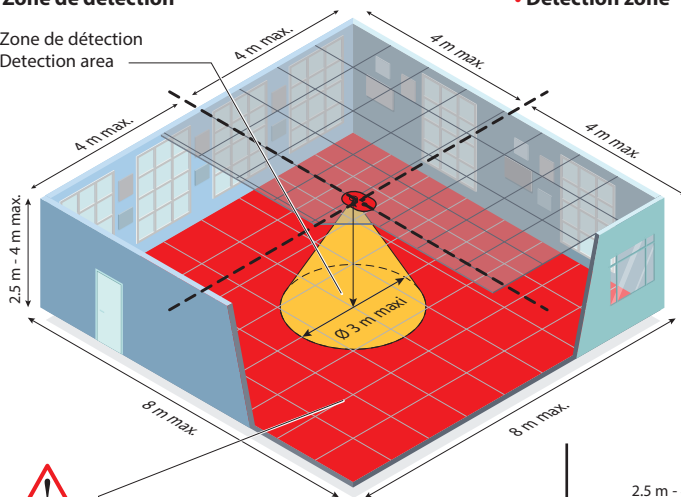 Zone de détection
• Detection zone
Zone de détection
Detection area
4 m max.
4 m max.
4 m max.
4 m max.
2.5 m - 4 m max.
Ø 3 m maxi
8 m max.
8 m max.
!
2.5 m -